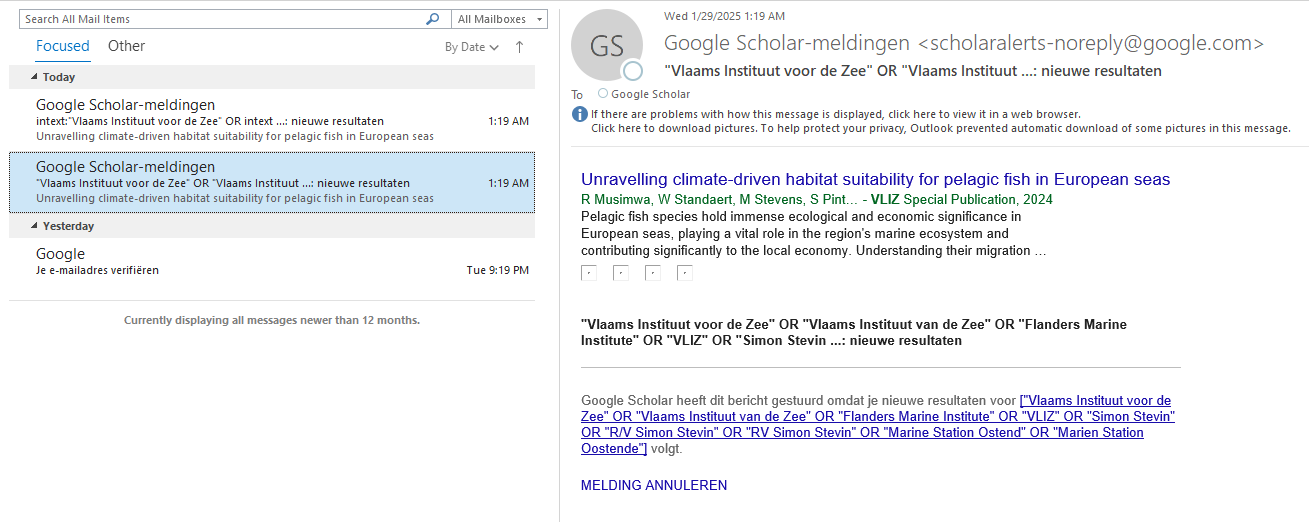 Search All Mail Items
All Mailboxes
Focused Other
By Date
Today
Google Scholar-meldingen
intext:"Vlaams Instituut voor de Zee" OR intext ...: nieuwe resultaten 1:19 AM
Unravelling climate-driven habitat suitability for pelagic fish in European seas
Google Scholar-meldingen
"Vlaams Instituut voor de Zee" OR "Vlaams Instituut ...: nieuwe resultaten 1:19 AM
Unravelling climate-driven habitat suitability for pelagic fish in European seas
Yesterday
Google
Je e-mailadres verifiëren Tue 9:19 PM
Currently displaying all messages newer than 12 months.
GS
Wed 1/29/2025 1:19 AM
Google Scholar-meldingen <scholaralerts-noreply@google.com>
"Vlaams Instituut voor de Zee" OR "Vlaams Instituut ...: nieuwe resultaten
To Google Scholar
If there are problems with how this message is displayed, click here to view it in a web browser.
Click here to download pictures. To help protect your privacy, Outlook prevented automatic download of some pictures in this message.
Unravelling climate-driven habitat suitability for pelagic fish in European seas
R Musimwa, W Standaert, M Stevens, S Pint… - VLIZ Special Publication, 2024
Pelagic fish species hold immense ecological and economic significance in
European seas, playing a vital role in the region's marine ecosystem and
contributing significantly to the local economy. Understanding their migration …
"Vlaams Instituut voor de Zee" OR "Vlaams Instituut van de Zee" OR "Flanders Marine
Institute" OR "VLIZ" OR "Simon Stevin ...: nieuwe resultaten
Google Scholar heeft dit bericht gestuurd omdat je nieuwe resultaten voor ["Vlaams Instituut voor de
Zee" OR "Vlaams Instituut van de Zee" OR "Flanders Marine Institute" OR "VLIZ" OR "Simon Stevin"
OR "R/V Simon Stevin" OR "RV Simon Stevin" OR "Marine Station Ostend" OR "Marien Station
Oostende"] volgt.
MELDING ANNULEREN